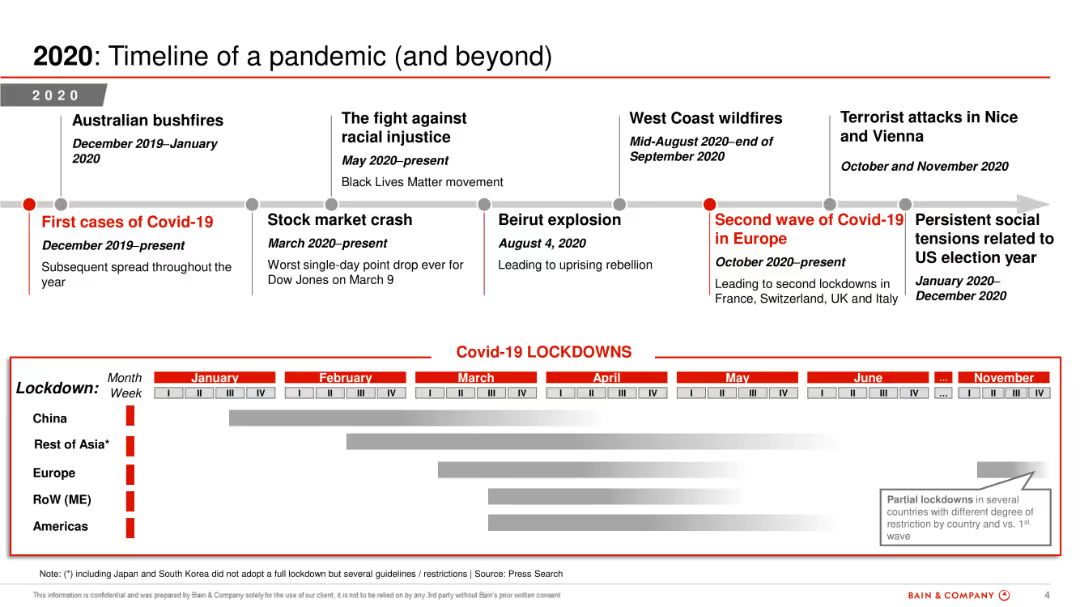 2020: Timeline of a pandemic (and beyond)
2020
Australian bushfires
December 2019–January
2020
The fight against
racial injustice
May 2020–present
Black Lives Matter movement
West Coast wildfires
Mid-August 2020–end of
September 2020
Terrorist attacks in Nice
and Vienna
October and November 2020
First cases of Covid-19
December 2019–present
Subsequent spread throughout the
year
Stock market crash
March 2020–present
Worst single-day point drop ever for
Dow Jones on March 9
Beirut explosion
August 4, 2020
Leading to uprising rebellion
Second wave of Covid-19
in Europe
October 2020–present
Leading to second lockdowns in
France, Switzerland, UK and Italy
Persistent social
tensions related to
US election year
January 2020–
December 2020
Covid-19 LOCKDOWNS
Lockdown:
Month January February March April May June ... November
Week I II III IV I II III IV I II III IV I II III IV I II III IV I II III IV ... I II III IV
China
Rest of Asia*
Europe
RoW (ME)
Americas
Partial lockdowns in several
countries with different degree of
restriction by country and vs. 1st
wave
Note: (*) including Japan and South Korea did not adopt a full lockdown but several guidelines / restrictions | Source: Press Search
This information is confidential and was prepared by Bain & Company solely for the use of our client; it is not to be relied on by any 3rd party without Bain's prior written consent
BAIN & COMPANY
4